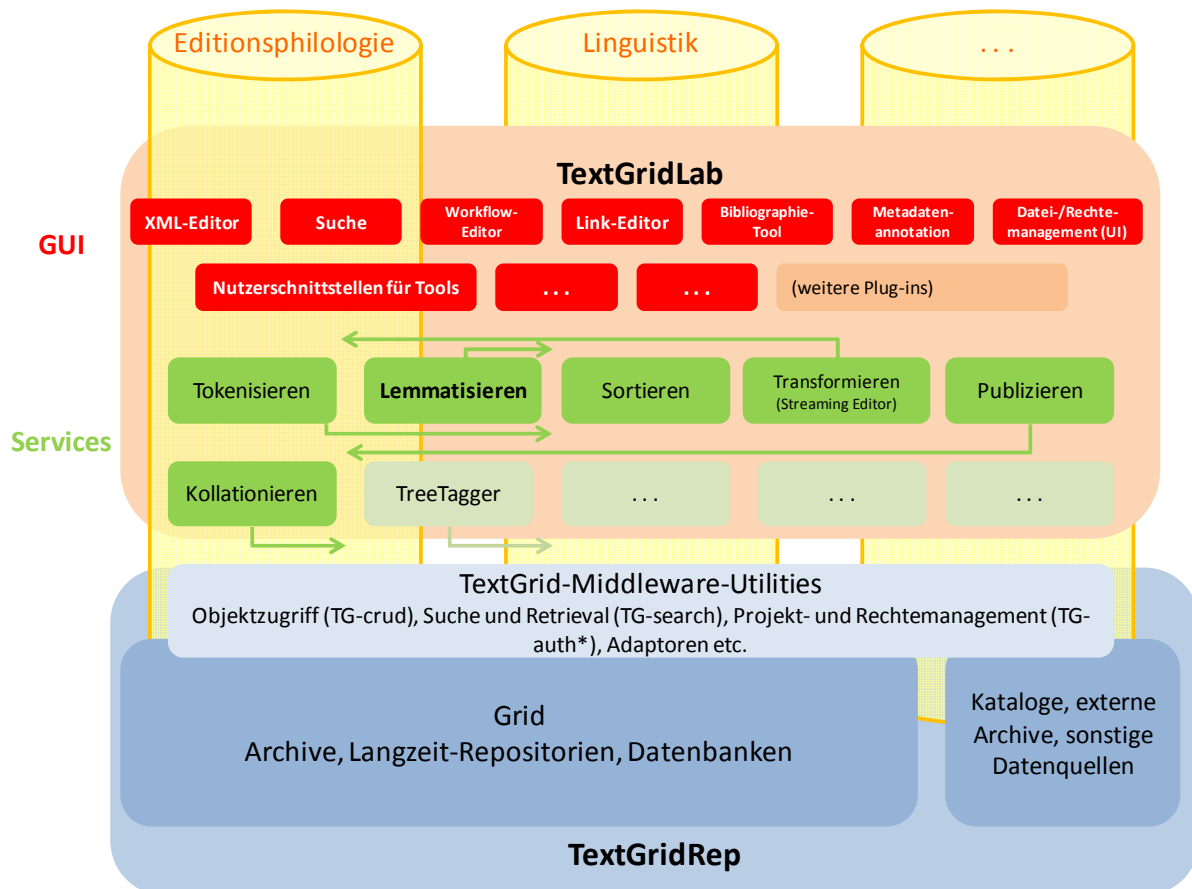 Editionsphilologie
Linguistik
. . .
TextGridLab
GUI
XML-Editor
Suche
Workflow-
Editor
Link-Editor
Bibliographie-
Tool
Metadaten-
annotation
Datei-/Rechte-
management (UI)
Nutzerschnittstellen für Tools
. . .
. . .
(weitere Plug-ins)
Services
Tokenisieren
Lemmatisieren
Sortieren
Transformieren
(Streaming Editor)
Publizieren
Kollationieren
TreeTagger
. . .
. . .
. . .
TextGrid-Middleware-Utilities
Objektzugriff (TG-crud), Suche und Retrieval (TG-search), Projekt- und Rechtemanagement (TG-
auth*), Adaptoren etc.
Grid
Archive, Langzeit-Repositorien, Datenbanken
Kataloge, externe
Archive, sonstige
Datenquellen
TextGridRep